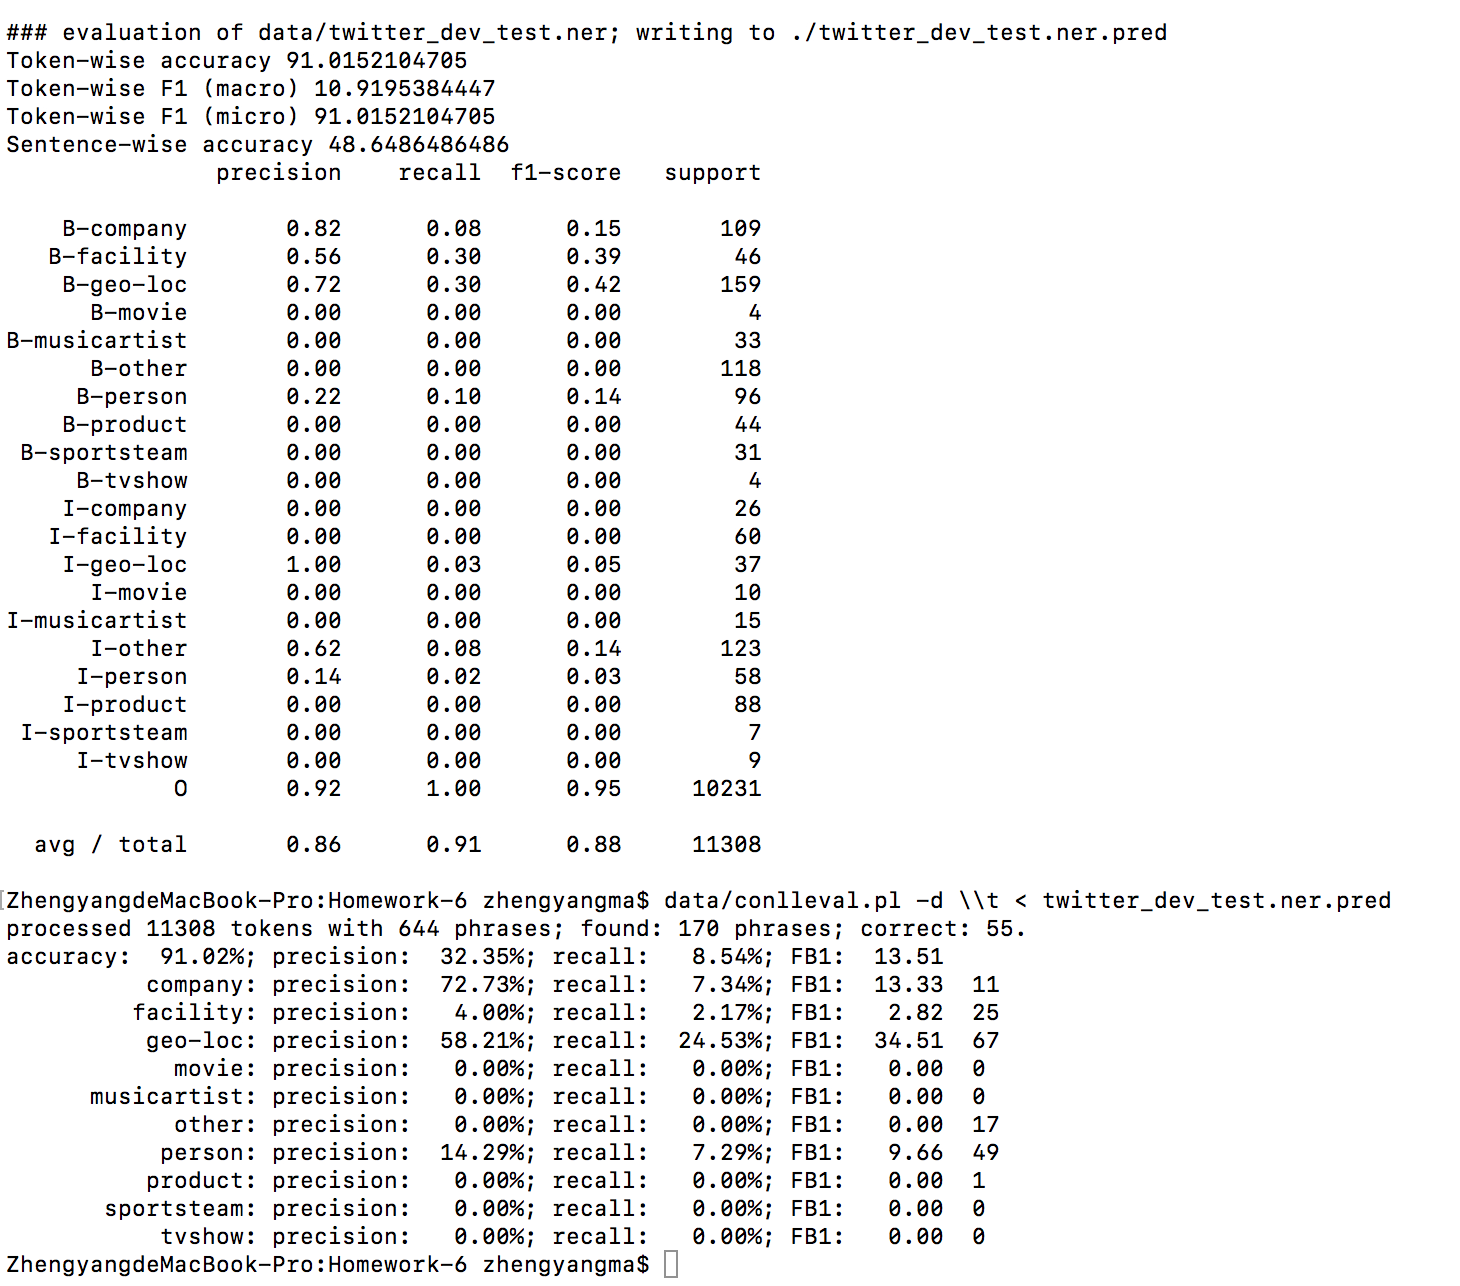 ### evaluation of data/twitter_dev_test.ner; writing to ./twitter_dev_test.ner.pred
Token-wise accuracy 91.0152104705
Token-wise F1 (macro) 10.9195384447
Token-wise F1 (micro) 91.0152104705
Sentence-wise accuracy 48.6486486486
precision recall f1-score support
B-company 0.82 0.08 0.15 109
B-facility 0.56 0.30 0.39 46
B-geo-loc 0.72 0.30 0.42 159
B-movie 0.00 0.00 0.00 4
B-musicartist 0.00 0.00 0.00 33
B-other 0.00 0.00 0.00 118
B-person 0.22 0.10 0.14 96
B-product 0.00 0.00 0.00 44
B-sportsteam 0.00 0.00 0.00 31
B-tvshow 0.00 0.00 0.00 4
I-company 0.00 0.00 0.00 26
I-facility 0.00 0.00 0.00 60
I-geo-loc 1.00 0.03 0.05 37
I-movie 0.00 0.00 0.00 10
I-musicartist 0.00 0.00 0.00 15
I-other 0.62 0.08 0.14 123
I-person 0.14 0.02 0.03 58
I-product 0.00 0.00 0.00 88
I-sportsteam 0.00 0.00 0.00 7
I-tvshow 0.00 0.00 0.00 9
O 0.92 1.00 0.95 10231
avg / total 0.86 0.91 0.88 11308
ZhengyangdeMacBook-Pro:Homework-6 zhengyangma$ data/conlleval.pl -d \\t < twitter_dev_test.ner.pred
processed 11308 tokens with 644 phrases; found: 170 phrases; correct: 55.
accuracy: 91.02%; precision: 32.35%; recall: 8.54%; FB1: 13.51
company: precision: 72.73%; recall: 7.34%; FB1: 13.33 11
facility: precision: 4.00%; recall: 2.17%; FB1: 2.82 25
geo-loc: precision: 58.21%; recall: 24.53%; FB1: 34.51 67
movie: precision: 0.00%; recall: 0.00%; FB1: 0.00 0
musicartist: precision: 0.00%; recall: 0.00%; FB1: 0.00 0
other: precision: 0.00%; recall: 0.00%; FB1: 0.00 17
person: precision: 14.29%; recall: 7.29%; FB1: 9.66 49
product: precision: 0.00%; recall: 0.00%; FB1: 0.00 1
sportsteam: precision: 0.00%; recall: 0.00%; FB1: 0.00 0
tvshow: precision: 0.00%; recall: 0.00%; FB1: 0.00 0
ZhengyangdeMacBook-Pro:Homework-6 zhengyangma$